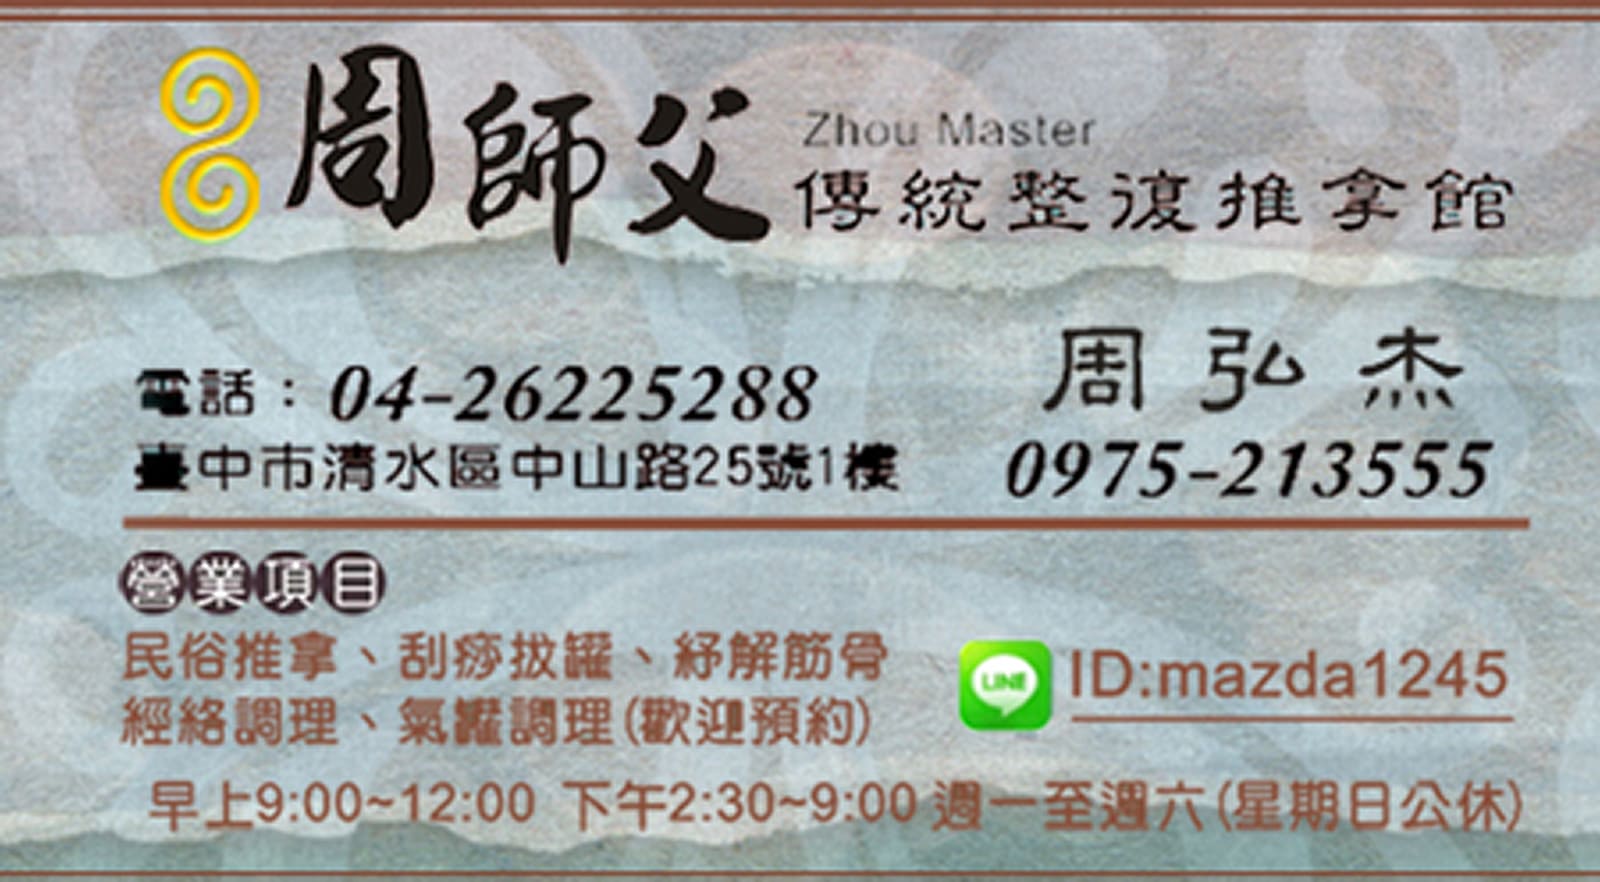 周師父
Zhou Master
傳統整復推拿館
周弘杰
電話：04-26225288
臺中市清水區中山路25號1樓
0975-213555
營業項目
民俗推拿、刮痧拔罐、紓解筋骨
經絡調理、氣罐調理(歡迎預約)
LINE
ID:mazda1245
早上9:00~12:00 下午2:30~9:00 週一至週六(星期日公休)